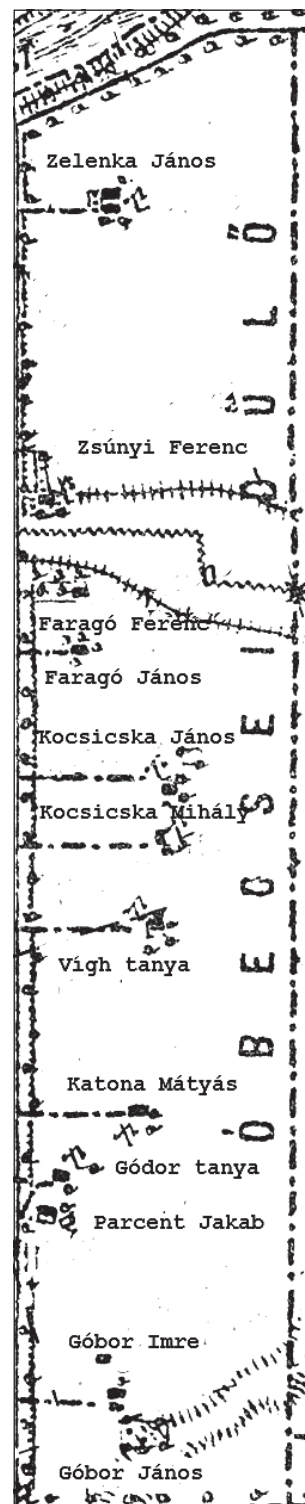 Zelenka János
Zsúnyi Ferenc
Faragó Ferenc
Faragó János
Kocsicska János
Kocsicska Mihály
Vígh tanya
Katona Mátyás
Gódor tanya
Parcent Jakab
Góbor Imre
Góbor János
ÓBECSEI DŰLŐ